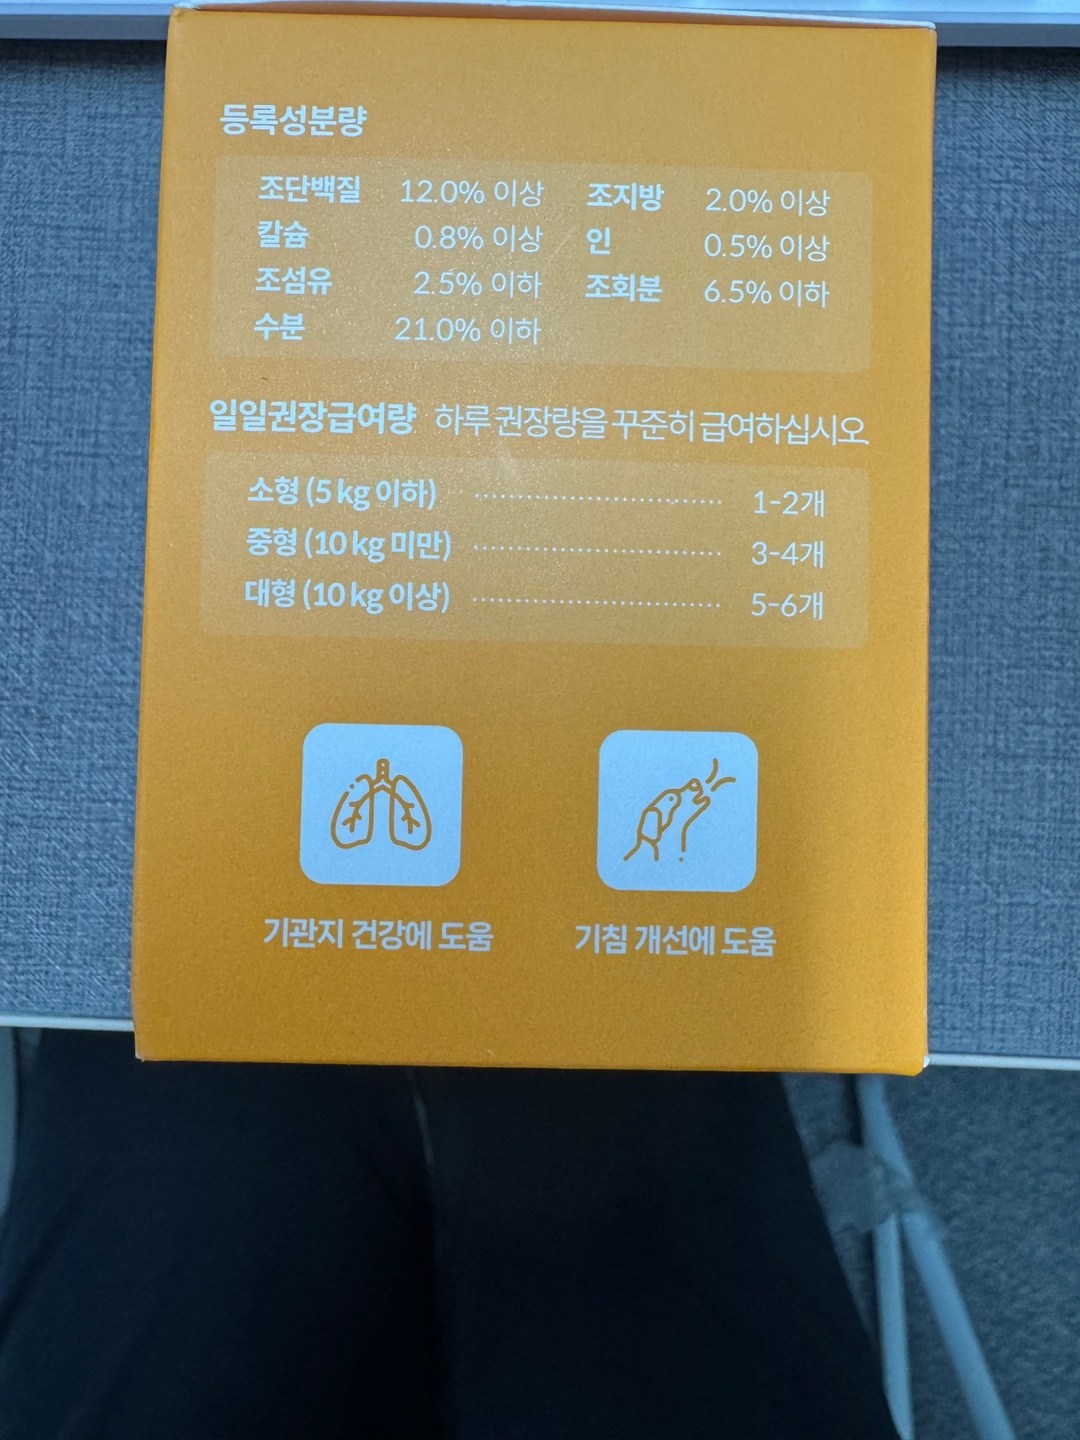 등록성분량
조단백질 12.0% 이상 조지방 2.0% 이상
칼슘 0.8% 이상 인 0.5% 이상
조섬유 2.5% 이하 조회분 6.5% 이하
수분 21.0% 이하
일일권장급여량 하루 권장량을 꾸준히 급여하십시오.
소형 (5 kg 이하) 1-2개
중형 (10 kg 미만) 3-4개
대형 (10 kg 이상) 5-6개
기관지 건강에 도움 기침 개선에 도움